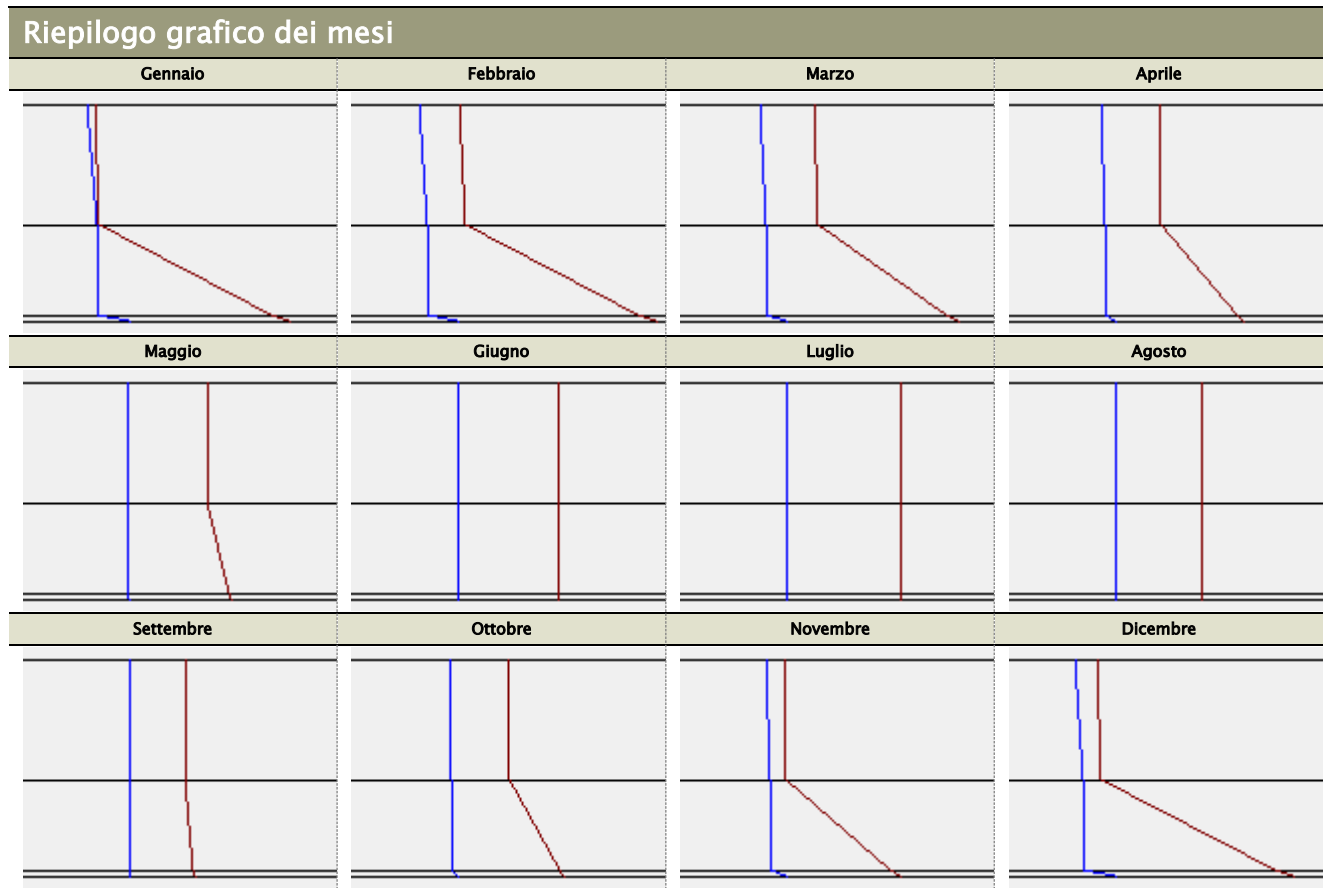 Riepilogo grafico dei mesi
Gennaio Febbraio Marzo Aprile
Maggio Giugno Luglio Agosto
Settembre Ottobre Novembre Dicembre